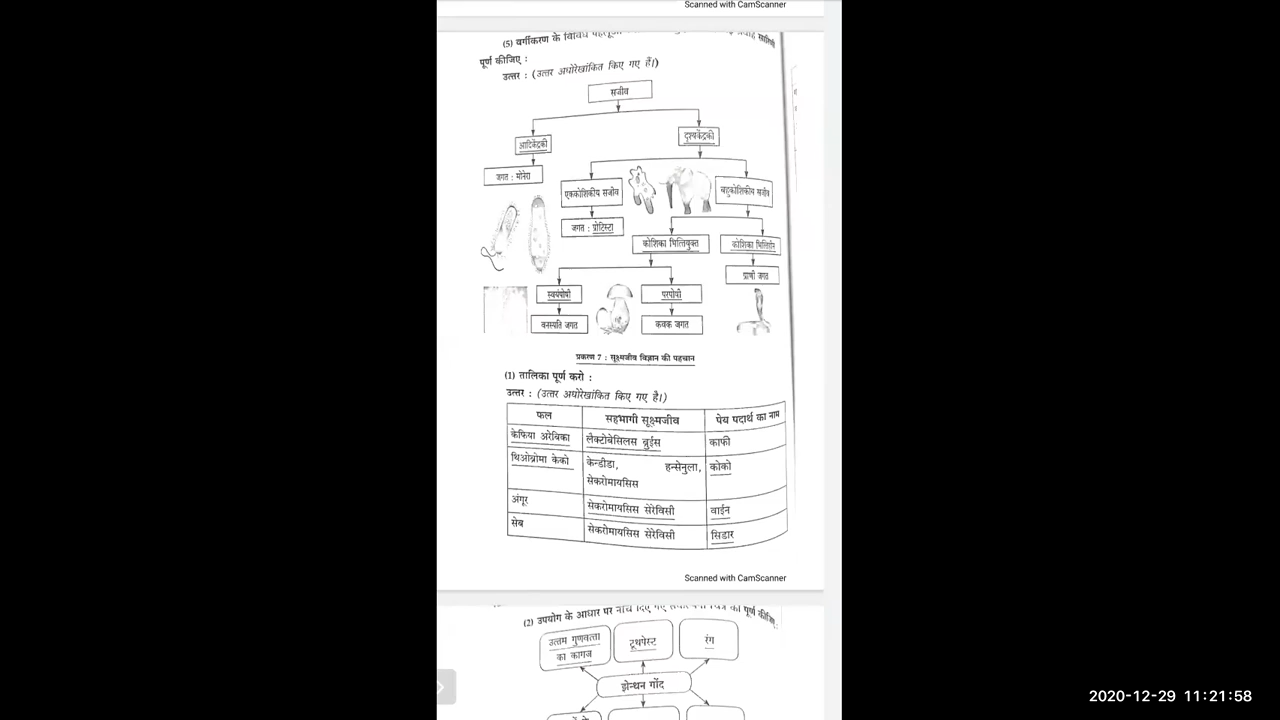 Scanned with CamScanner
(5) वर्गीकरण के विविध
पूर्ण कीजिए :
उत्तर : (उत्तर अधोरेखांकित किए गए हैं।)
सजीव
आदिकेंद्रकी
दृश्यकेंद्रकी
जगत : मोनेरा
एककोशिकीय सजीव
बहुकोशिकीय सजीव
जगत : प्रोटिस्टा
कोशिका भित्तियुक्त
कोशिका भित्तिरहित
प्राणी जगत
स्वयंपोषी
परपोषी
वनस्पति जगत
कवक जगत
प्रकरण 7 : सूक्ष्मजीव विज्ञान की पहचान
(1) तालिका पूर्ण करो :
उत्तर : (उत्तर अधोरेखांकित किए गए है।)
फल सहभागी सूक्ष्मजीव पेय पदार्थ का नाम
केफिया अरेबिका लैक्टोबेसिलस ब्रुईस काफी
थिओब्रोमा केको केन्डीडा, हन्सेनुला, कोको
सेकरोमायसिस
अंगूर सेकरोमायसिस सेरेविसी वाईन
सेब सेकरोमायसिस सेरेविसी सिडार
Scanned with CamScanner
(2) उपयोग के आधार पर नीचे दिए गए को पूर्ण कीजिए:
उत्तम गुणवत्ता
का कागज
टूथपेस्ट
रंग
झेन्थन गोंद
2020-12-29 11:21:58